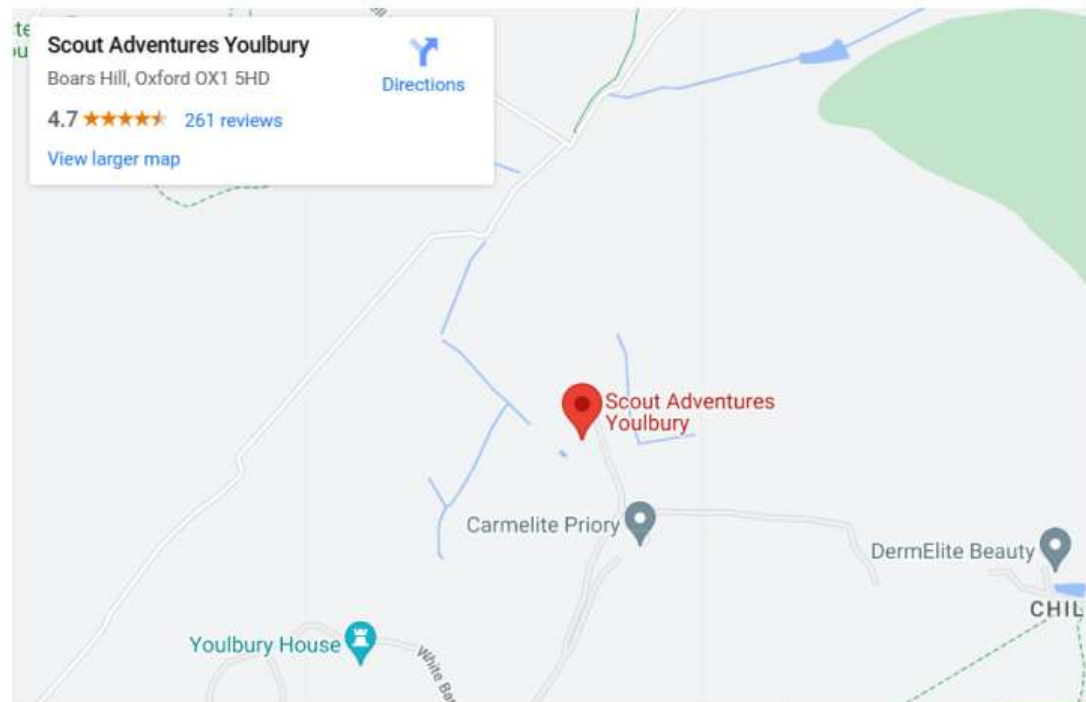 Scout Adventures Youlbury
Boars Hill, Oxford OX1 5HD
Directions
4.7
261 reviews
View larger map
Scout Adventures
Youlbury
Carmelite Priory
DermElite Beauty
CHIL
Youlbury House
White